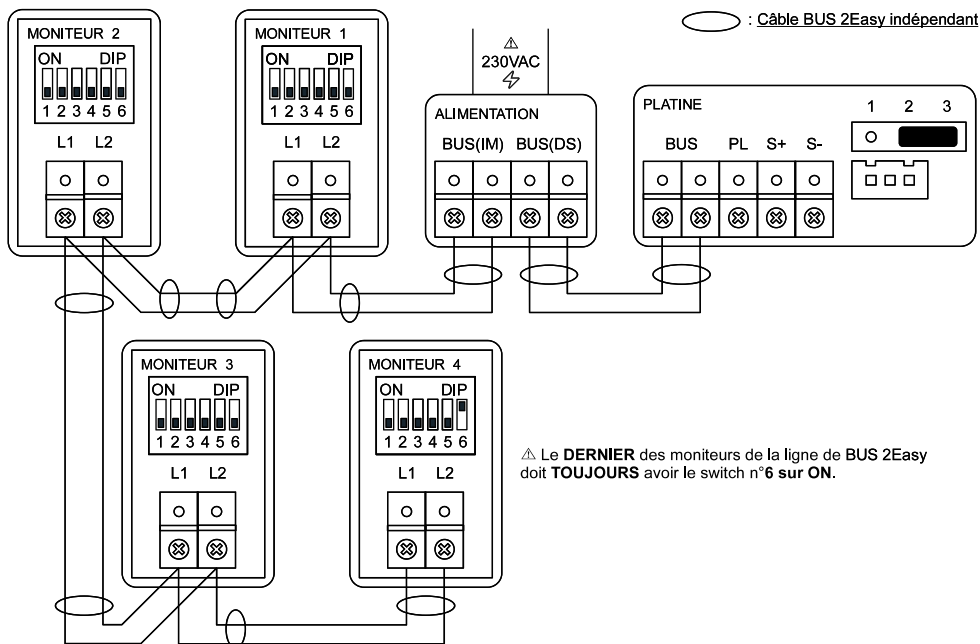 : Câble BUS 2Easy indépendant
MONITEUR 2
ON DIP
1 2 3 4 5 6
L1 L2
MONITEUR 1
ON DIP
1 2 3 4 5 6
L1 L2
⚠ 230VAC
ALIMENTATION
BUS(IM) BUS(DS)
PLATINE
1 2 3
BUS PL S+ S-
MONITEUR 3
ON DIP
1 2 3 4 5 6
L1 L2
MONITEUR 4
ON DIP
1 2 3 4 5 6
L1 L2
⚠ Le DERNIER des moniteurs de la ligne de BUS 2Easy
doit TOUJOURS avoir le switch n°6 sur ON.